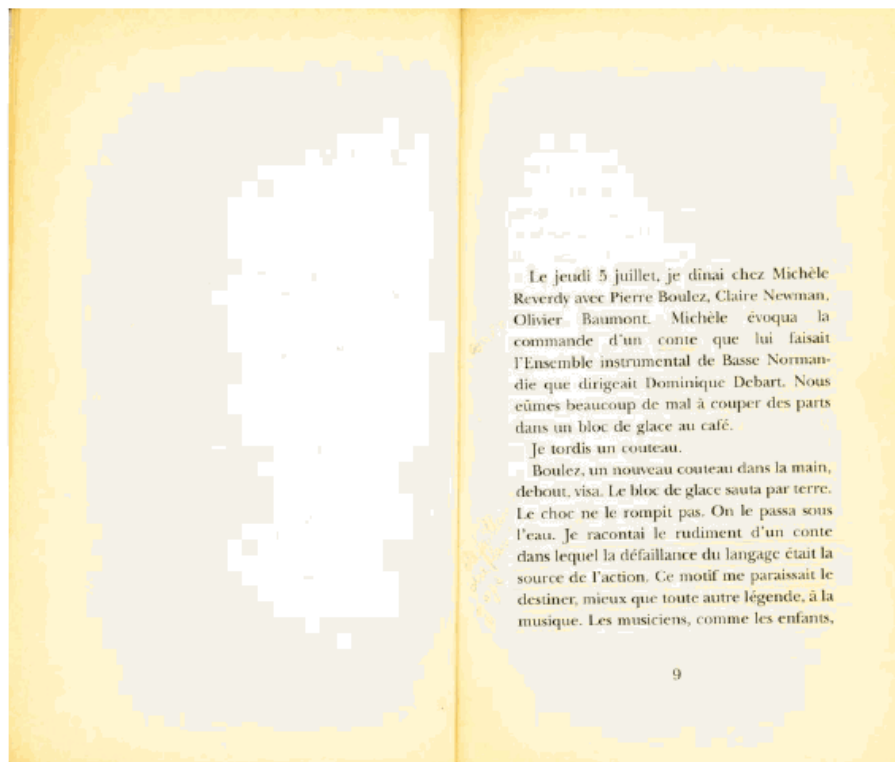 Le jeudi 5 juillet, je dînai chez Michèle
Reverdy avec Pierre Boulez, Claire Newman,
Olivier Baumont. Michèle évoqua la
commande d'un conte que lui faisait
l'Ensemble instrumental de Basse Norman-
die que dirigeait Dominique Debart. Nous
eûmes beaucoup de mal à couper des parts
dans un bloc de glace au café.
Je tordis un couteau.
Boulez, un nouveau couteau dans la main,
debout, visa. Le bloc de glace sauta par terre.
Le choc ne le rompit pas. On le passa sous
l'eau. Je racontai le rudiment d'un conte
dans lequel la défaillance du langage était la
source de l'action. Ce motif me paraissait le
destiner, mieux que toute autre légende, à la
musique. Les musiciens, comme les enfants,
9